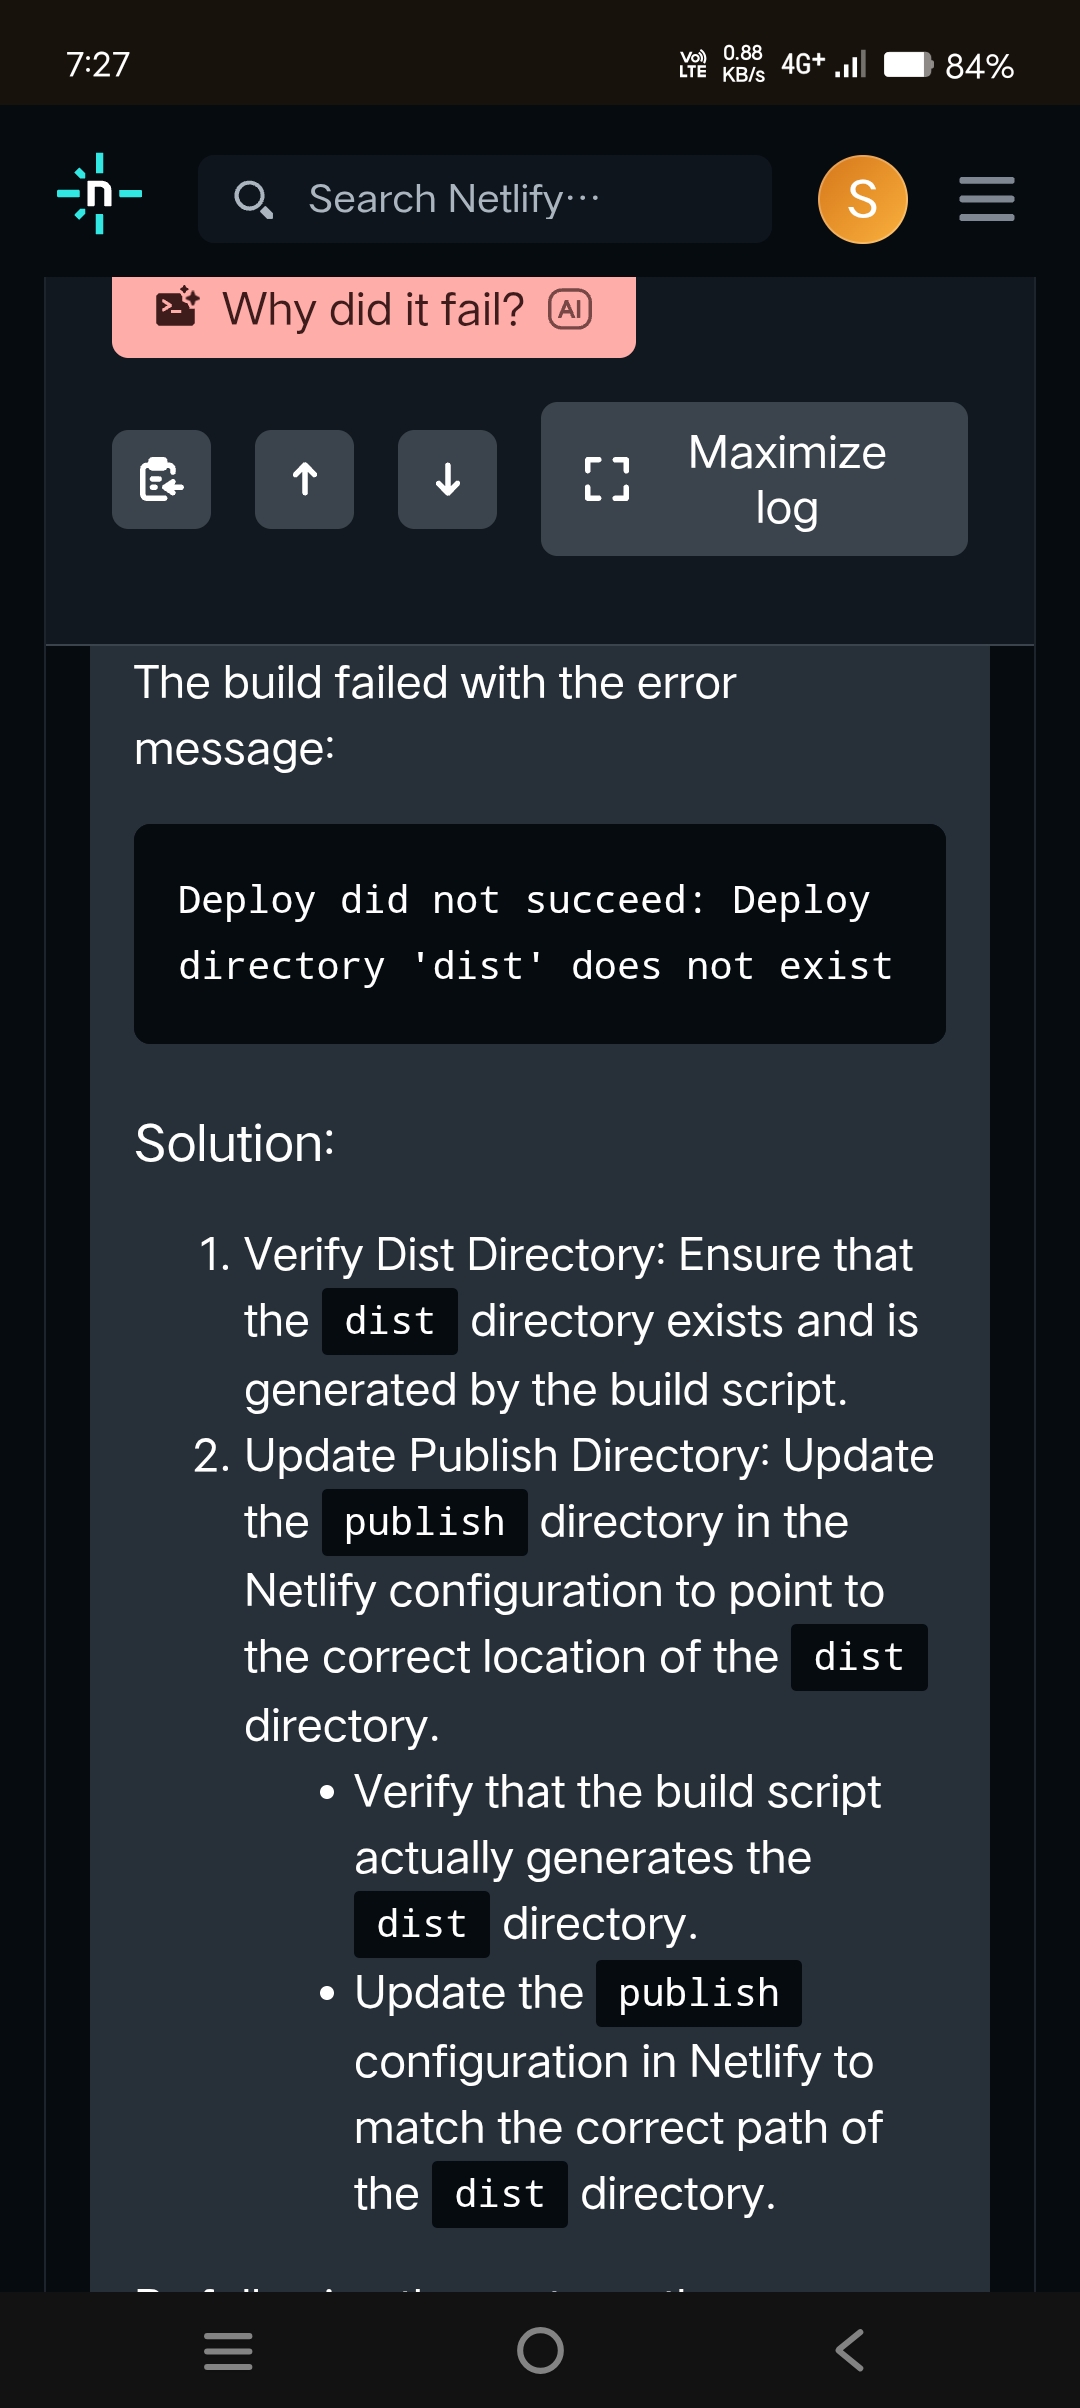 7:27
Vo)) LTE 0.88 KB/s 4G+ 84%
n Search Netlify··· S
Why did it fail? AI
Maximize
log
The build failed with the error
message:
Deploy did not succeed: Deploy
directory 'dist' does not exist
Solution:
1. Verify Dist Directory: Ensure that
the dist directory exists and is
generated by the build script.
2. Update Publish Directory: Update
the publish directory in the
Netlify configuration to point to
the correct location of the dist
directory.
• Verify that the build script
actually generates the
dist directory.
• Update the publish
configuration in Netlify to
match the correct path of
the dist directory.